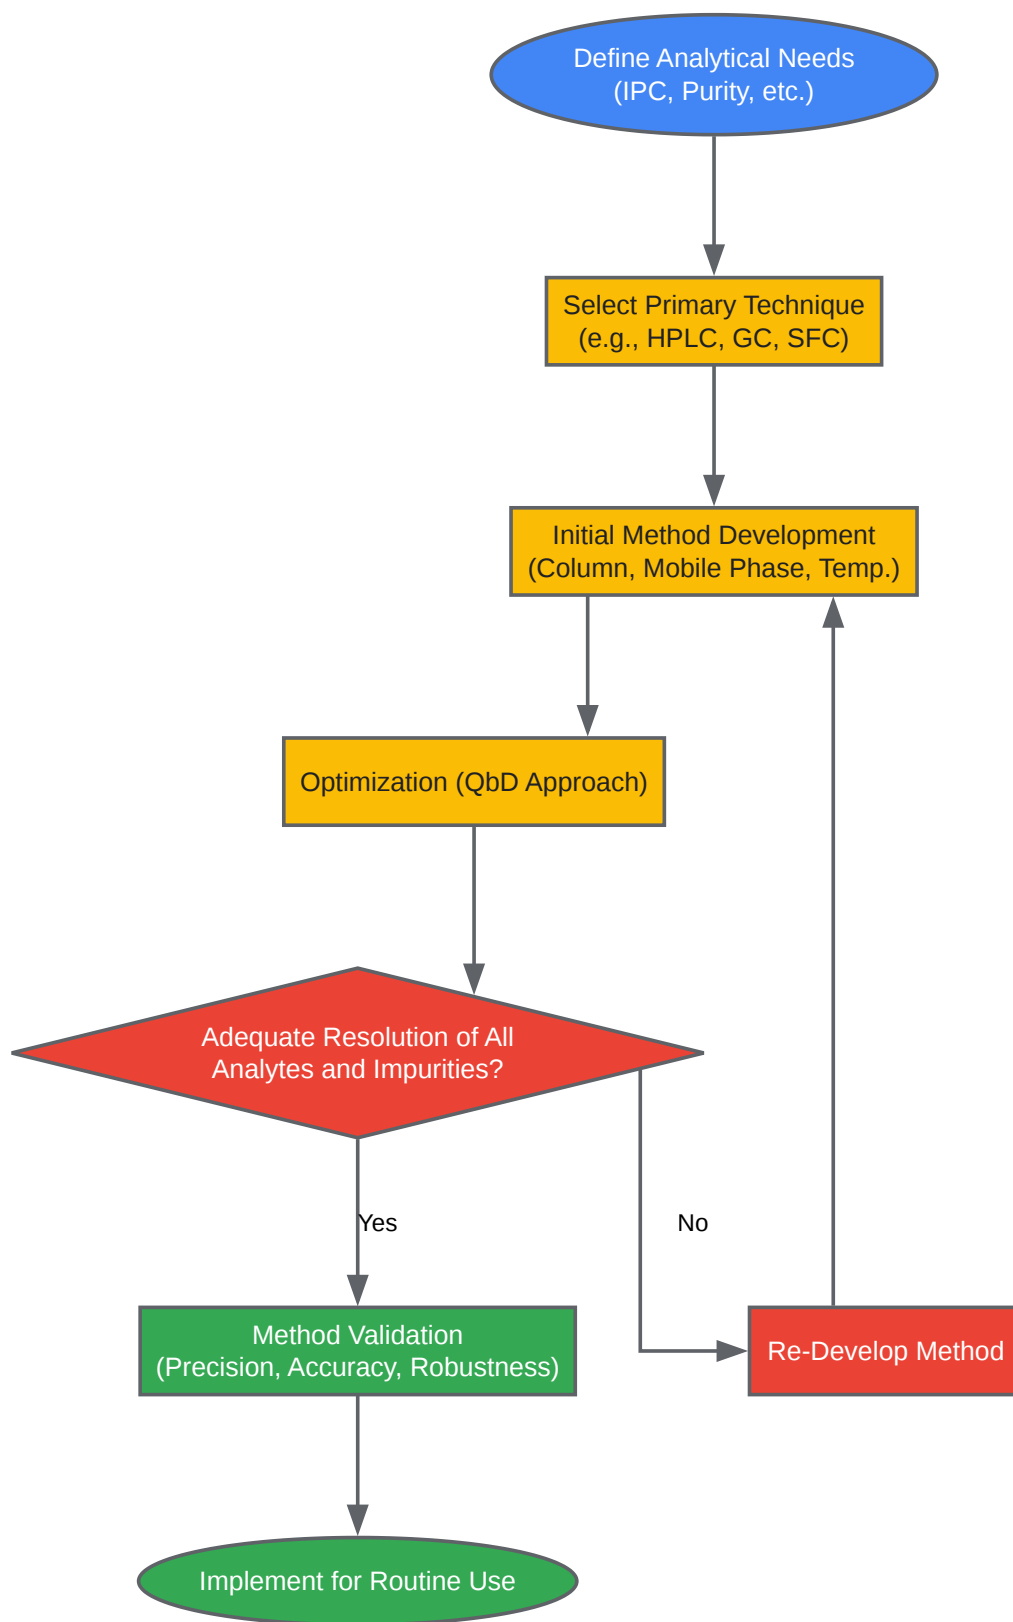 Define Analytical Needs
(IPC, Purity, etc.)
Select Primary Technique
(e.g., HPLC, GC, SFC)
Initial Method Development
(Column, Mobile Phase, Temp.)
Optimization (QbD Approach)
Adequate Resolution of All
Analytes and Impurities?
Yes
No
Method Validation
(Precision, Accuracy, Robustness)
Re-Develop Method
Implement for Routine Use